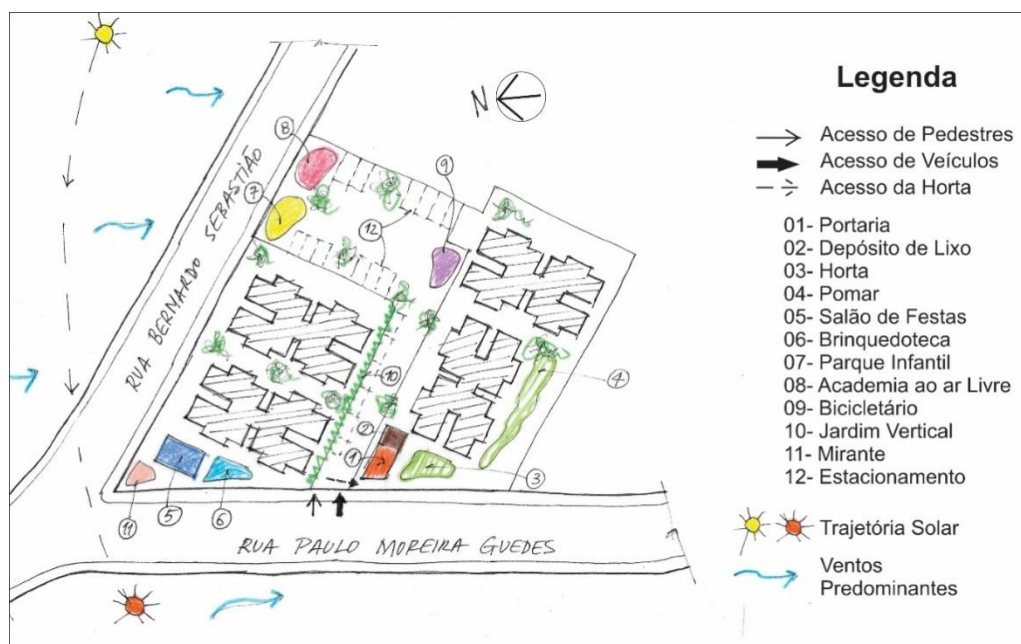 N
RUA BERNARDO SEBASTIÃO
8
7
9
12
10
4
2
1
3
11
5
6
RUA PAULO MOREIRA GUEDES
Legenda
Acesso de Pedestres
Acesso de Veículos
Acesso da Horta
01- Portaria
02- Depósito de Lixo
03- Horta
04- Pomar
05- Salão de Festas
06- Brinquedoteca
07- Parque Infantil
08- Academia ao ar Livre
09- Bicicletário
10- Jardim Vertical
11- Mirante
12- Estacionamento
Trajetória Solar
Ventos
Predominantes